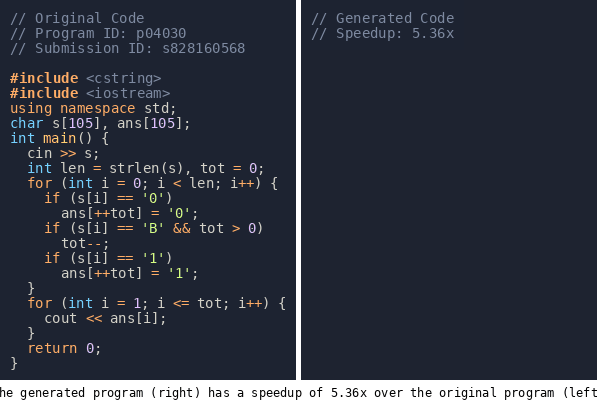 // Original Code
// Program ID: p04030
// Submission ID: s828160568
#include <cstring>
#include <iostream>
using namespace std;
char s[105], ans[105];
int main() {
  cin >> s;
  int len = strlen(s), tot = 0;
  for (int i = 0; i < len; i++) {
    if (s[i] == '0')
      ans[++tot] = '0';
    if (s[i] == 'B' && tot > 0)
      tot--;
    if (s[i] == '1')
      ans[++tot] = '1';
  }
  for (int i = 1; i <= tot; i++) {
    cout << ans[i];
  }
  return 0;
}
// Generated Code
// Speedup: 5.36x
he generated program (right) has a speedup of 5.36x over the original program (left